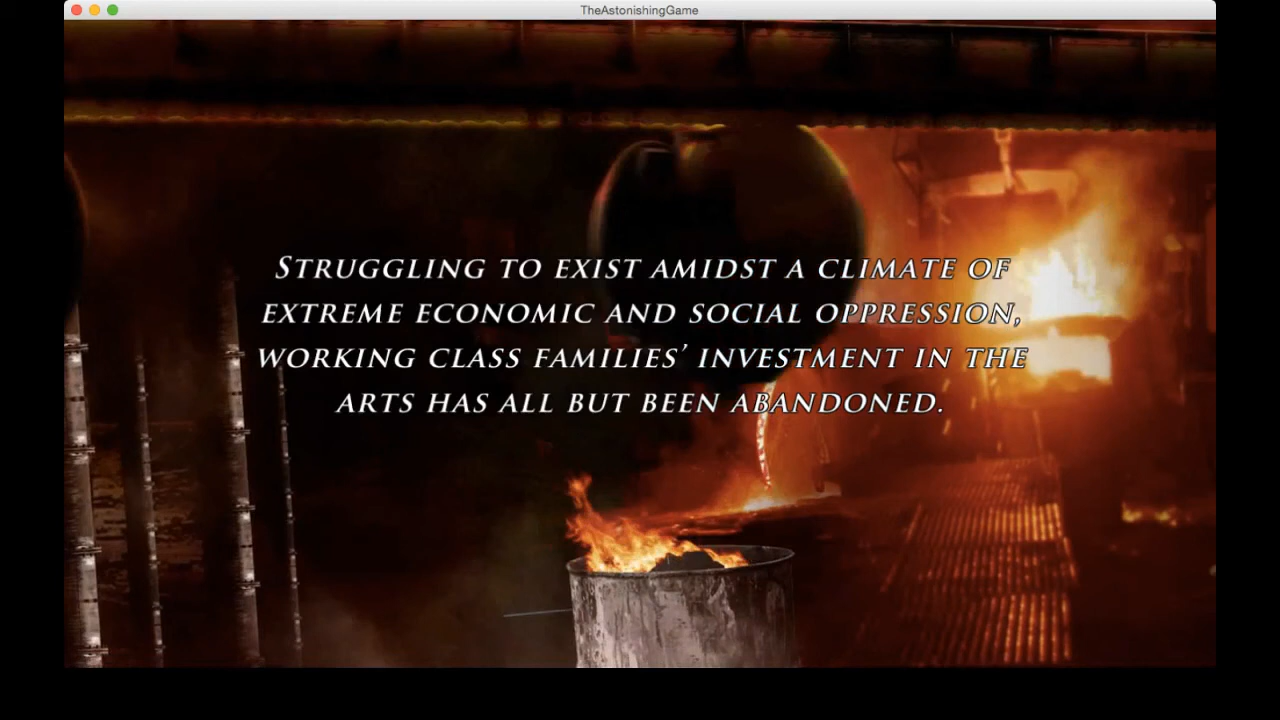 TheAstonishingGame
STRUGGLING TO EXIST AMIDST A CLIMATE OF
EXTREME ECONOMIC AND SOCIAL OPPRESSION,
WORKING CLASS FAMILIES’ INVESTMENT IN THE
ARTS HAS ALL BUT BEEN ABANDONED.